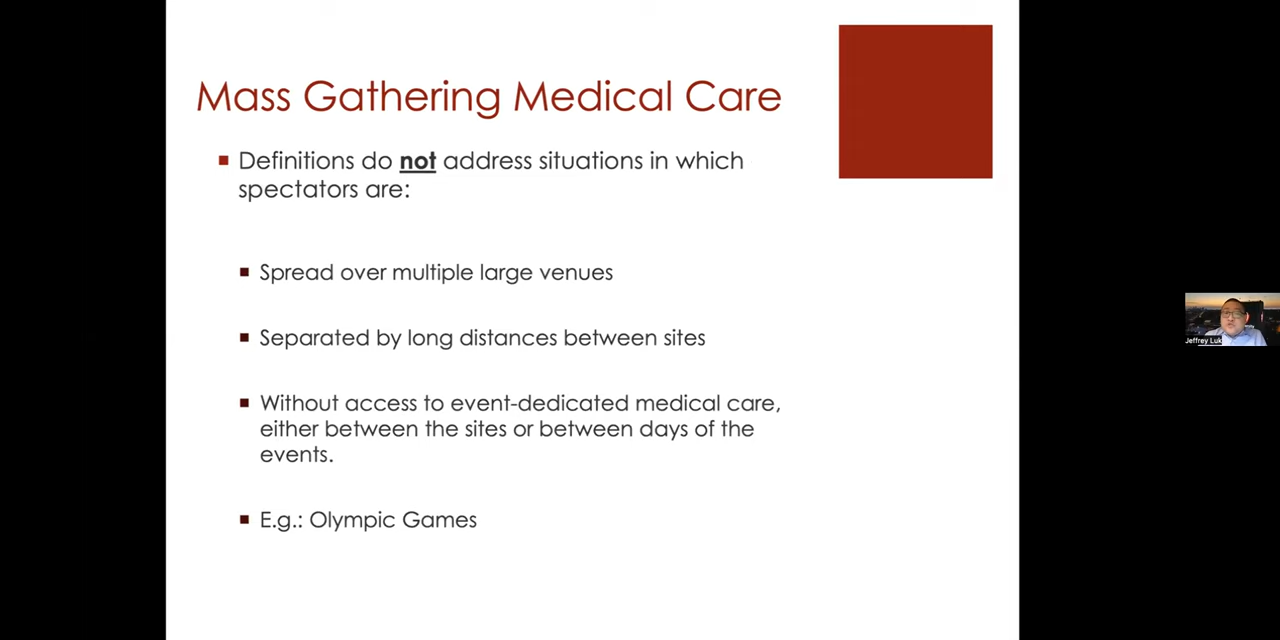 Mass Gathering Medical Care
Definitions do not address situations in which
spectators are:
Spread over multiple large venues
Separated by long distances between sites
Without access to event-dedicated medical care,
either between the sites or between days of the
events.
E.g.: Olympic Games
Jeffrey Luk